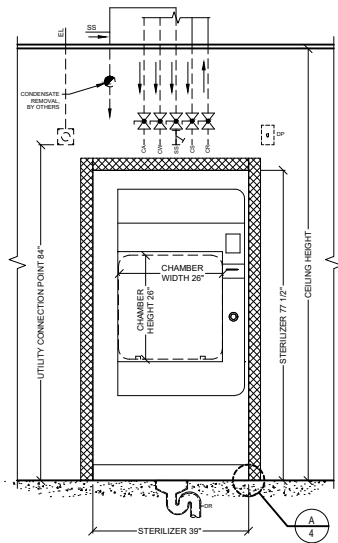 EL
SS
CONDENSATE
REMOVAL,
BY OTHERS
CA
CW
SS
CS
CR
DP
UTILITY CONNECTION POINT 84"
CHAMBER
WIDTH 26"
CHAMBER
HEIGHT 26"
STERILIZER 77 1/2"
CEILING HEIGHT
DR
STERILIZER 39"
A
4